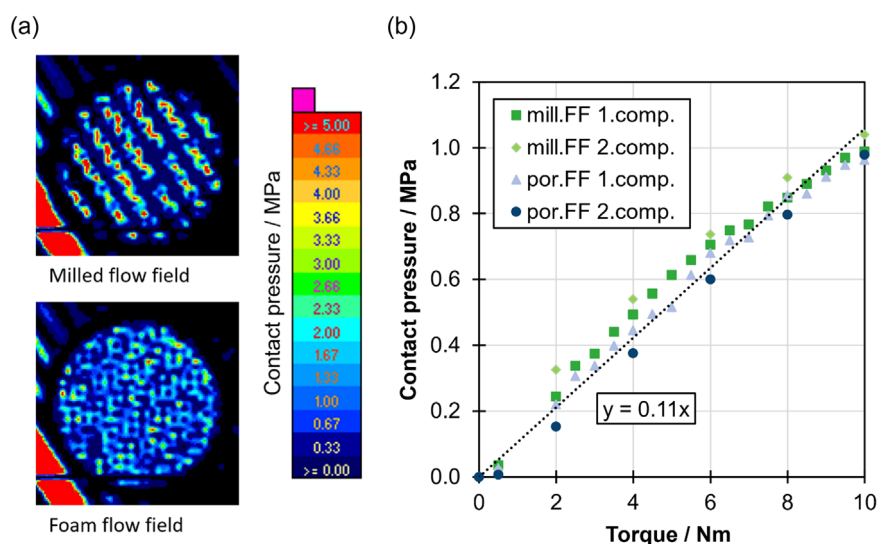 (a)
Milled flow field
Foam flow field
Contact pressure / MPa
>= 5.00
4.66
4.33
4.00
3.66
3.33
3.00
2.66
2.33
2.00
1.67
1.33
1.00
0.67
0.33
>= 0.00
(b)
Contact pressure / MPa
1.2
1.0
0.8
0.6
0.4
0.2
0.0
mill.FF 1.comp.
mill.FF 2.comp.
por.FF 1.comp.
por.FF 2.comp.
y = 0.11x
0 2 4 6 8 10
Torque / Nm